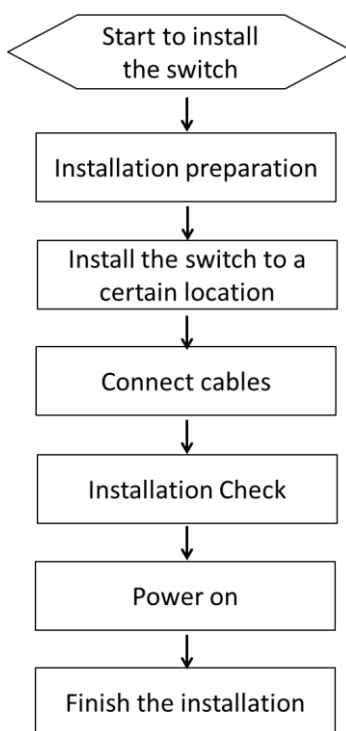 Start to install
the switch
Installation preparation
Install the switch to a
certain location
Connect cables
Installation Check
Power on
Finish the installation